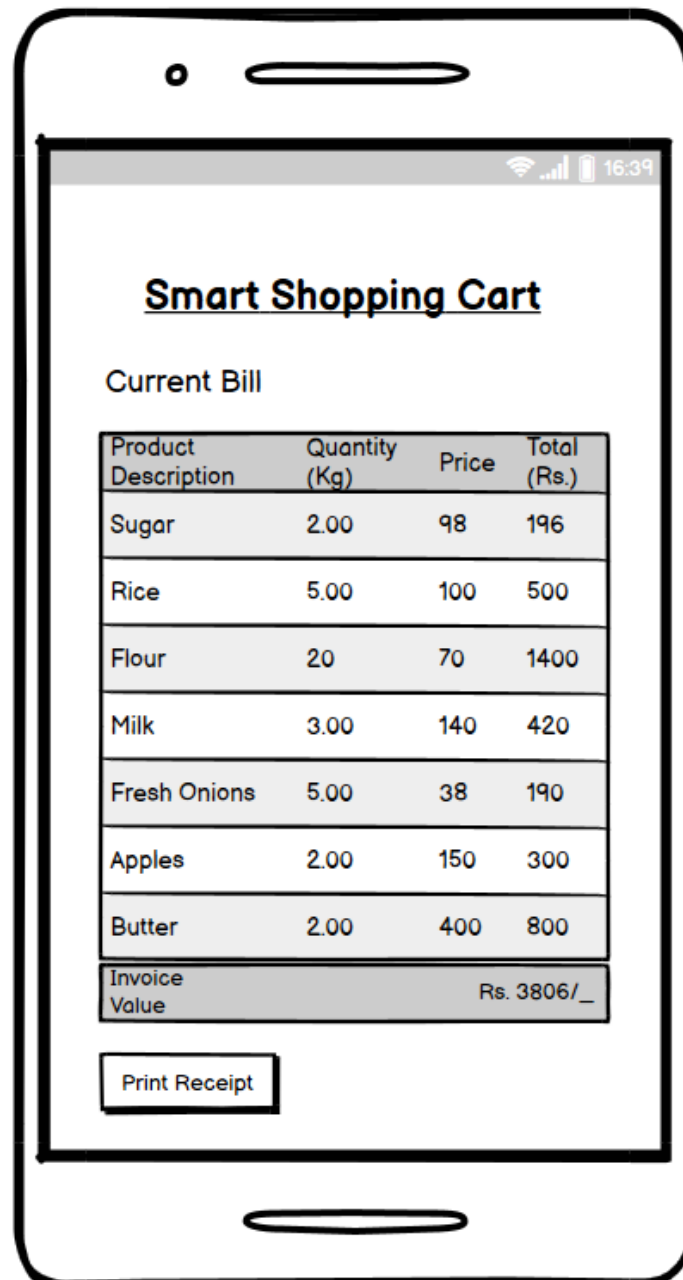 16:39
Smart Shopping Cart
Current Bill
Product Description Quantity (Kg) Price Total (Rs.)
Sugar 2.00 98 196
Rice 5.00 100 500
Flour 20 70 1400
Milk 3.00 140 420
Fresh Onions 5.00 38 190
Apples 2.00 150 300
Butter 2.00 400 800
Invoice Value Rs. 3806/_
Print Receipt